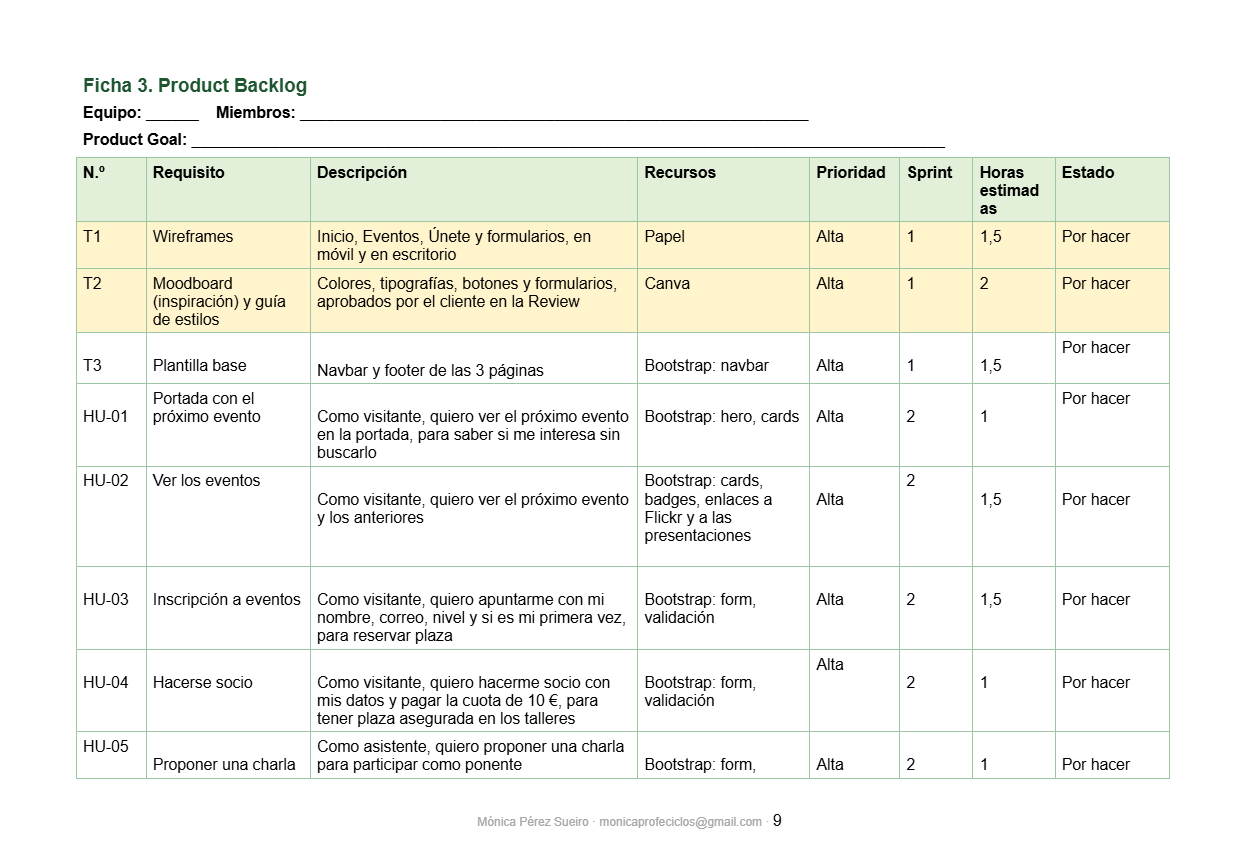 Ficha 3. Product Backlog
Equipo: ______ Miembros: __________________________________________________________
Product Goal: ______________________________________________________________________________________
N.º Requisito Descripción Recursos Prioridad Sprint Horas estimad as Estado
T1 Wireframes Inicio, Eventos, Únete y formularios, en móvil y en escritorio Papel Alta 1 1,5 Por hacer
T2 Moodboard (inspiración) y guía de estilos Colores, tipografías, botones y formularios, aprobados por el cliente en la Review Canva Alta 1 2 Por hacer
T3 Plantilla base Navbar y footer de las 3 páginas Bootstrap: navbar Alta 1 1,5 Por hacer
HU-01 Portada con el próximo evento Como visitante, quiero ver el próximo evento en la portada, para saber si me interesa sin buscarlo Bootstrap: hero, cards Alta 2 1 Por hacer
HU-02 Ver los eventos Como visitante, quiero ver el próximo evento y los anteriores Bootstrap: cards, badges, enlaces a Flickr y a las presentaciones Alta 2 1,5 Por hacer
HU-03 Inscripción a eventos Como visitante, quiero apuntarme con mi nombre, correo, nivel y si es mi primera vez, para reservar plaza Bootstrap: form, validación Alta 2 1,5 Por hacer
HU-04 Hacerse socio Como visitante, quiero hacerme socio con mis datos y pagar la cuota de 10 €, para tener plaza asegurada en los talleres Bootstrap: form, validación Alta 2 1 Por hacer
HU-05 Proponer una charla Como asistente, quiero proponer una charla para participar como ponente Bootstrap: form, Alta 2 1 Por hacer
Mónica Pérez Sueiro · monicaprofeciclos@gmail.com · 9